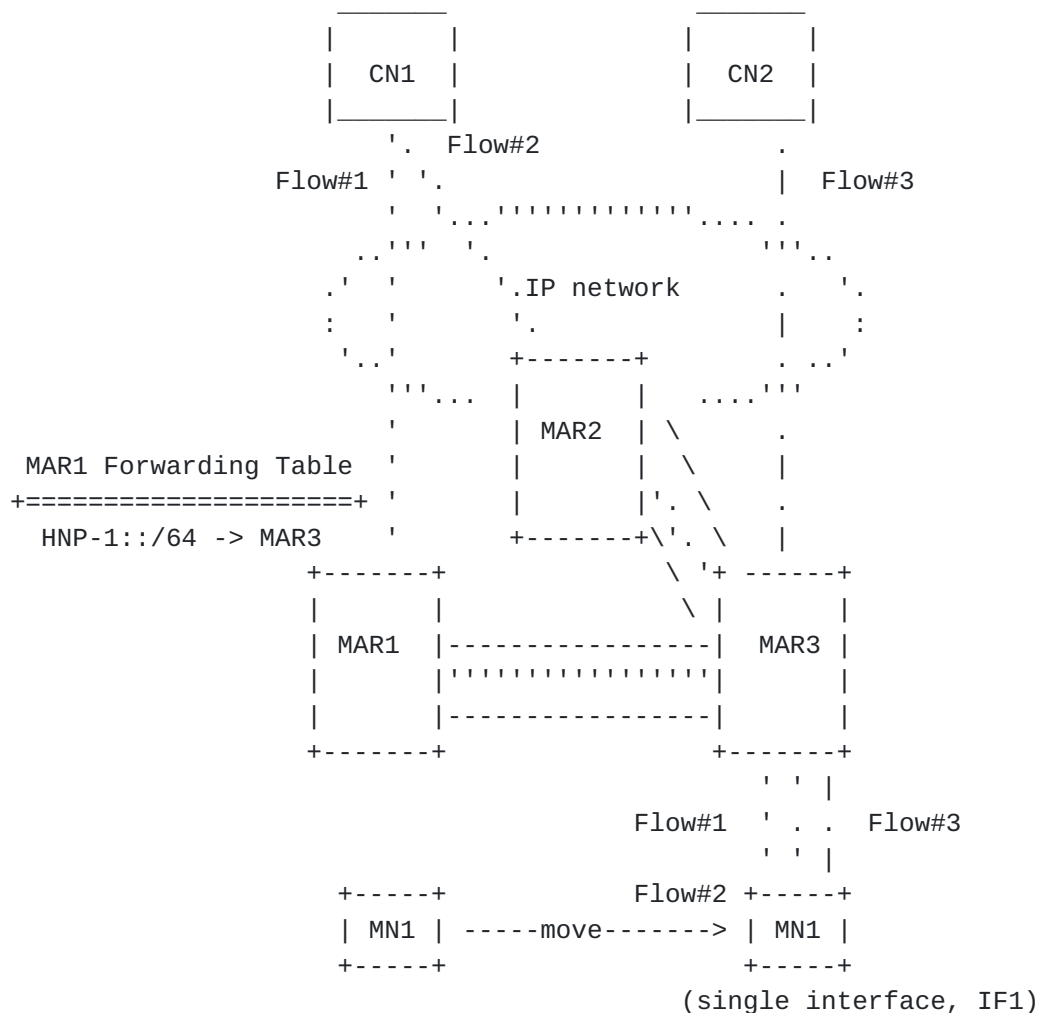 CN1 CN2
Flow#2
Flow#1 Flow#3
IP network
MAR2
MAR1 Forwarding Table
HNP-1::/64 -> MAR3
MAR1 MAR3
Flow#1 Flow#3
Flow#2
MN1 -----move-------> MN1
(single interface, IF1)